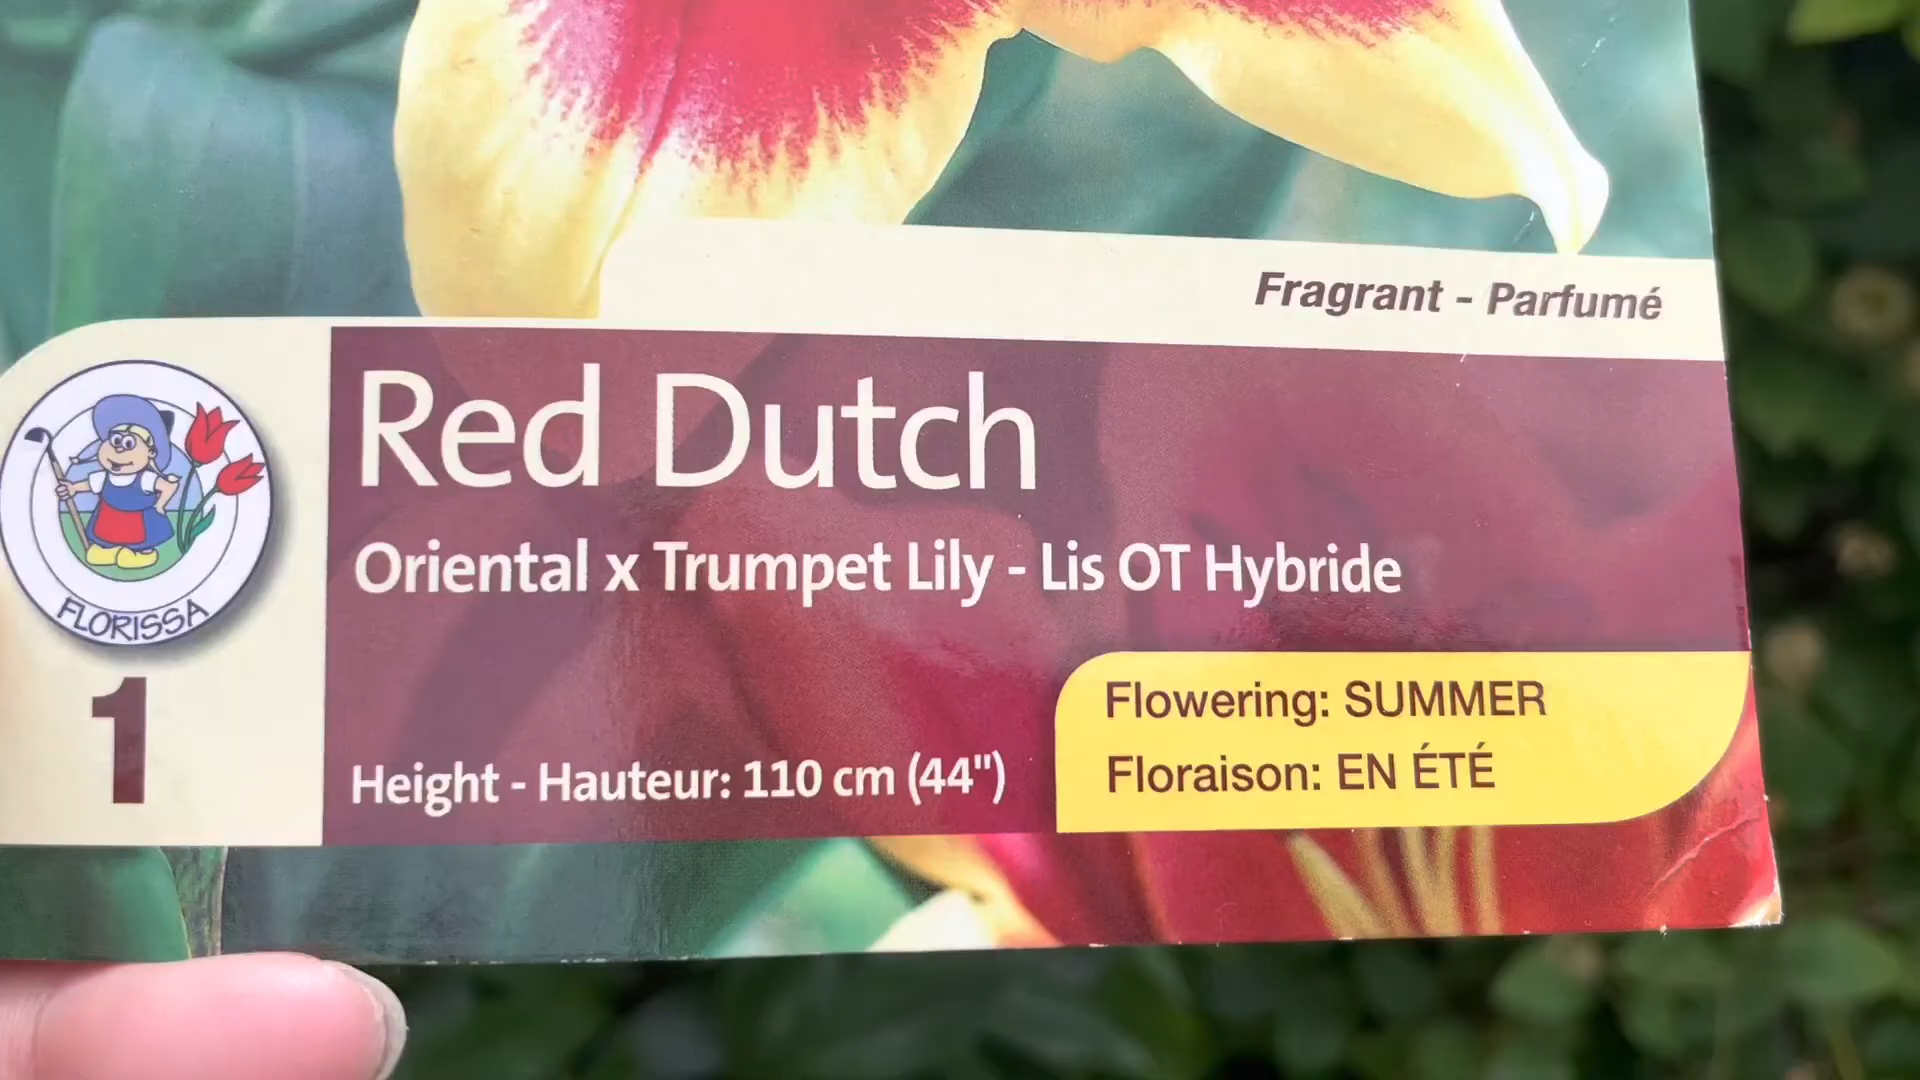 Fragrant - Parfumé
Red Dutch
Oriental x Trumpet Lily - Lis OT Hybride
FLORISSA
1
Height - Hauteur: 110 cm (44")
Flowering: SUMMER
Floraison: EN ÉTÉ